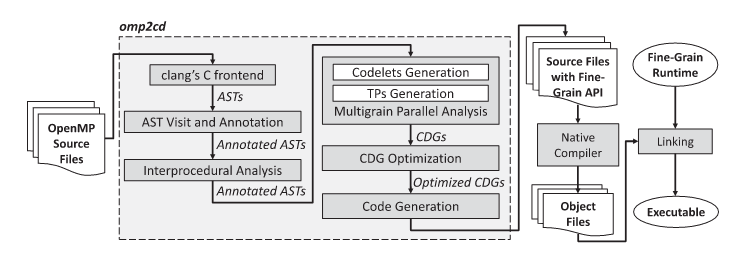 omp2cd
OpenMP
Source
Files
clang's C frontend
ASTs
AST Visit and Annotation
Annotated ASTs
Interprocedural Analysis
Annotated ASTs
Codelets Generation
TPs Generation
Multigrain Parallel Analysis
CDGs
CDG Optimization
Optimized CDGs
Code Generation
Source Files
with Fine-
Grain API
Native
Compiler
Object
Files
Fine-Grain
Runtime
Linking
Executable